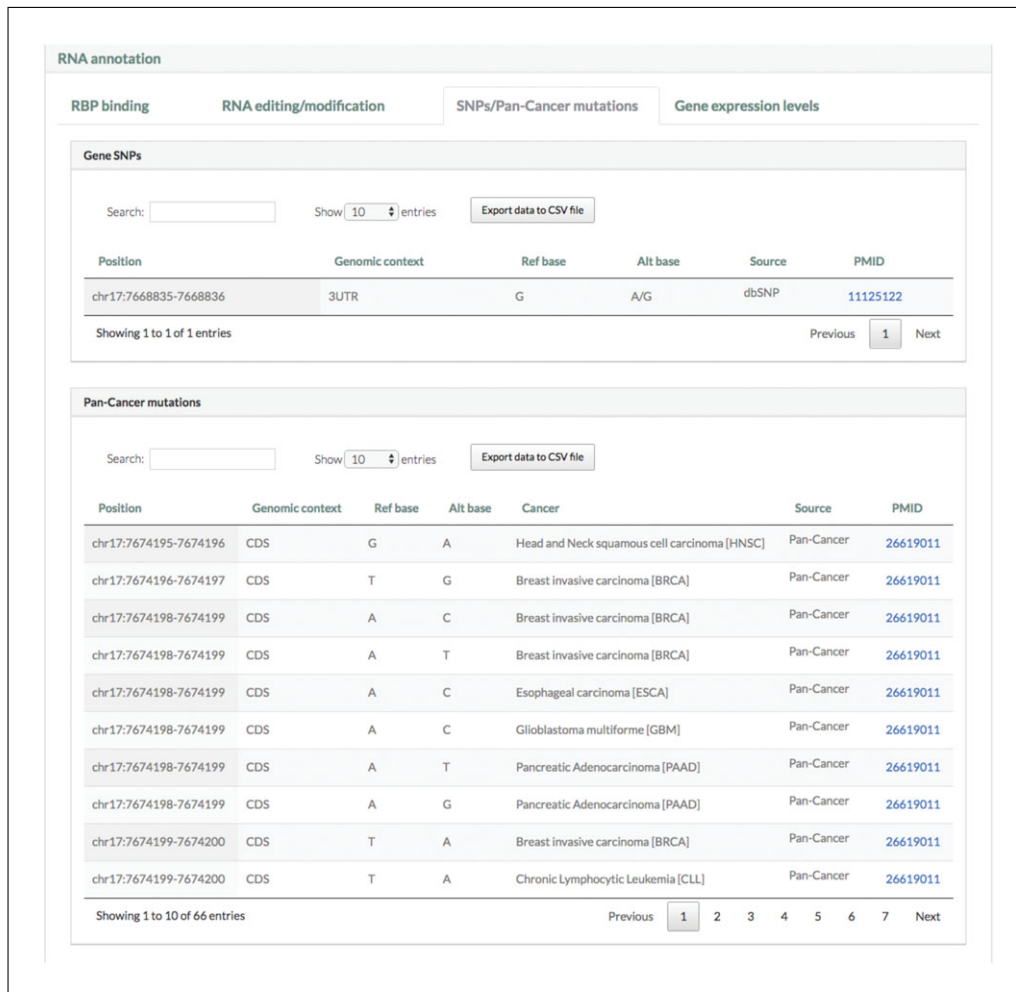 RNA annotation
RBP binding RNA editing/modification SNPs/Pan-Cancer mutations Gene expression levels
Gene SNPs
Search: Show 10 entries Export data to CSV file
Position Genomic context Ref base Alt base Source PMID
chr17:7668835-7668836 3UTR G A/G dbSNP 11125122
Showing 1 to 1 of 1 entries Previous 1 Next
Pan-Cancer mutations
Search: Show 10 entries Export data to CSV file
Position Genomic context Ref base Alt base Cancer Source PMID
chr17:7674195-7674196 CDS G A Head and Neck squamous cell carcinoma [HNSC] Pan-Cancer 26619011
chr17:7674196-7674197 CDS T G Breast invasive carcinoma [BRCA] Pan-Cancer 26619011
chr17:7674198-7674199 CDS A C Breast invasive carcinoma [BRCA] Pan-Cancer 26619011
chr17:7674198-7674199 CDS A T Breast invasive carcinoma [BRCA] Pan-Cancer 26619011
chr17:7674198-7674199 CDS A C Esophageal carcinoma [ESCA] Pan-Cancer 26619011
chr17:7674198-7674199 CDS A C Glioblastoma multiforme [GBM] Pan-Cancer 26619011
chr17:7674198-7674199 CDS A T Pancreatic Adenocarcinoma [PAAD] Pan-Cancer 26619011
chr17:7674198-7674199 CDS A G Pancreatic Adenocarcinoma [PAAD] Pan-Cancer 26619011
chr17:7674199-7674200 CDS T A Breast invasive carcinoma [BRCA] Pan-Cancer 26619011
chr17:7674199-7674200 CDS T A Chronic Lymphocytic Leukemia [CLL] Pan-Cancer 26619011
Showing 1 to 10 of 66 entries Previous 1 2 3 4 5 6 7 Next